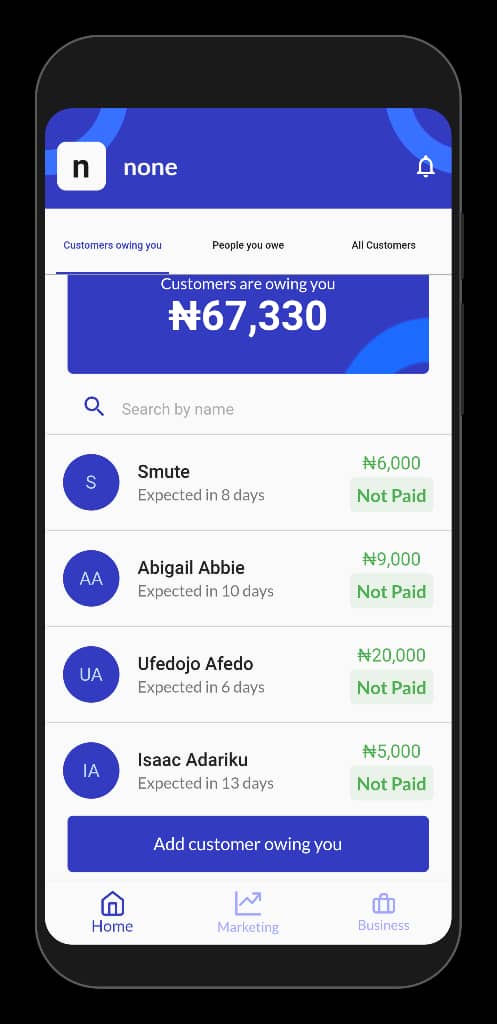 n none
Customers owing you People you owe All Customers
Customers are owing you
₦67,330
Search by name
S Smute ₦6,000
Expected in 8 days Not Paid
AA Abigail Abbie ₦9,000
Expected in 10 days Not Paid
UA Ufedojo Afedo ₦20,000
Expected in 6 days Not Paid
IA Isaac Adariku ₦5,000
Expected in 13 days Not Paid
Add customer owing you
Home Marketing Business